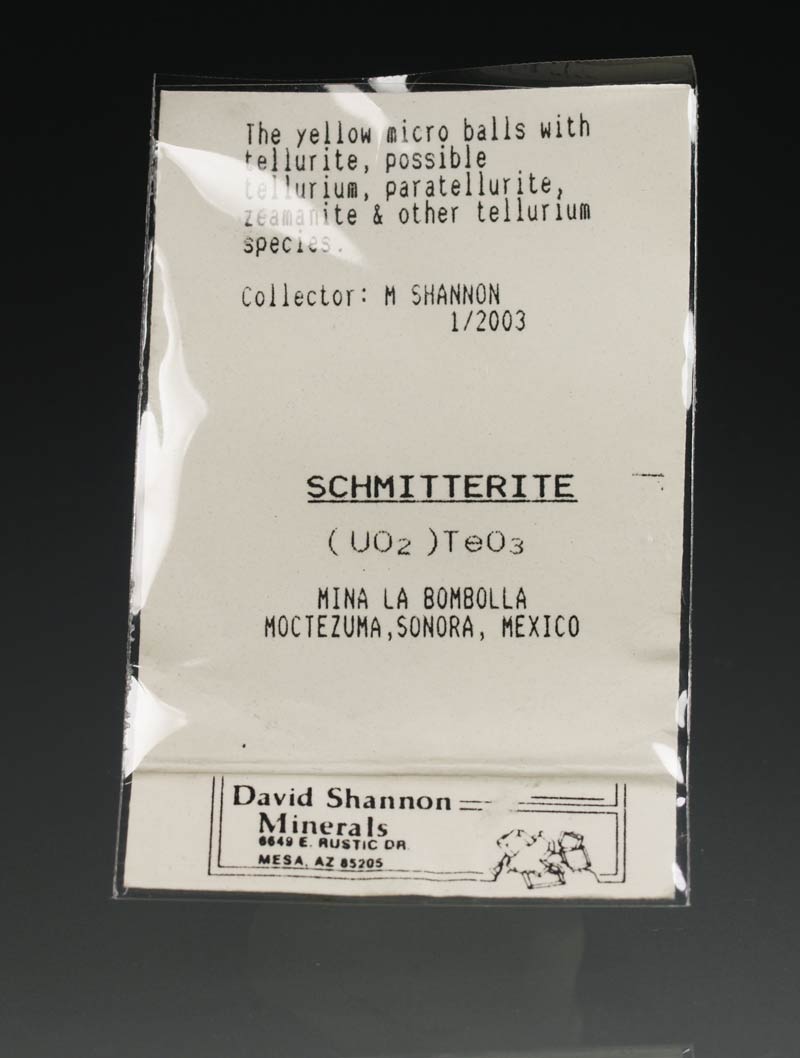 The yellow micro balls with
tellurite, possible
tellurium, paratellurite,
zeamanite & other tellurium
species.
Collector: M SHANNON
1/2003
SCHMITTERITE
(UO₂)TeO₃
MINA LA BOMBOLLA
MOCTEZUMA,SONORA, MEXICO
David Shannon
Minerals
6649 E. RUSTIC DR.
MESA, AZ 85205